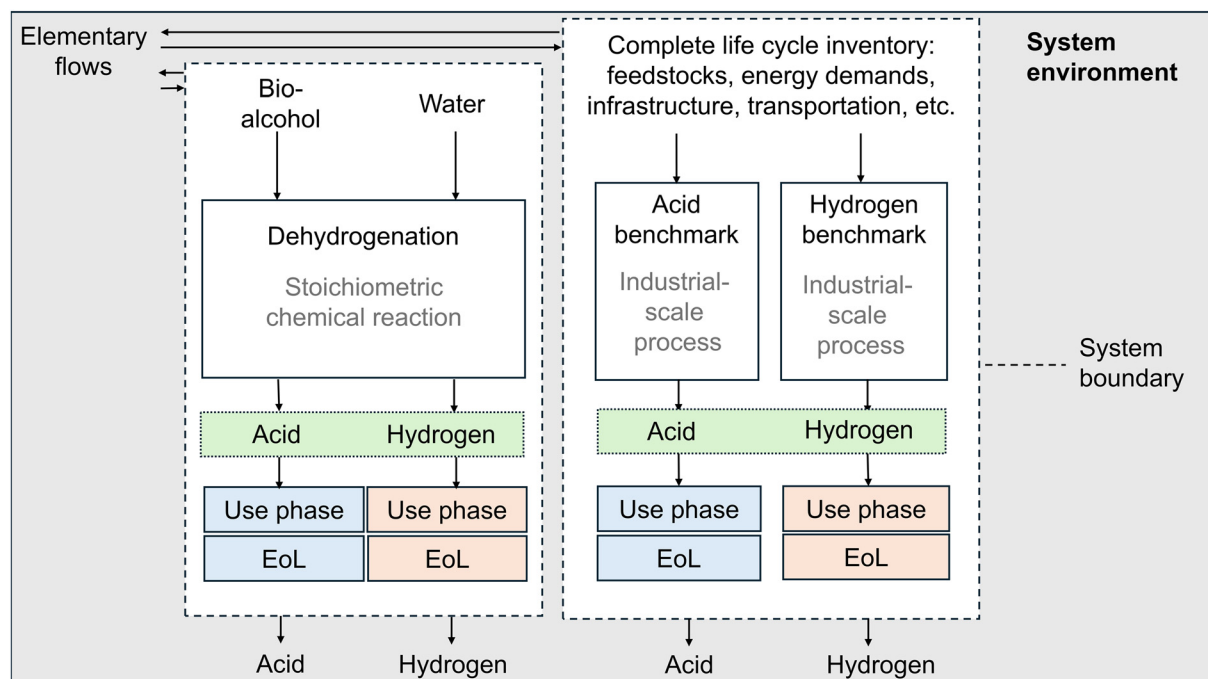 Elementary
flows
Bio-
alcohol
Water
Dehydrogenation
Stoichiometric
chemical reaction
Acid
Hydrogen
Use phase
Use phase
EoL
EoL
Acid
Hydrogen
Complete life cycle inventory:
feedstocks, energy demands,
infrastructure, transportation, etc.
Acid
benchmark
Industrial-
scale
process
Hydrogen
benchmark
Industrial-
scale
process
Acid
Hydrogen
Use phase
Use phase
EoL
EoL
Acid
Hydrogen
System
environment
System
boundary